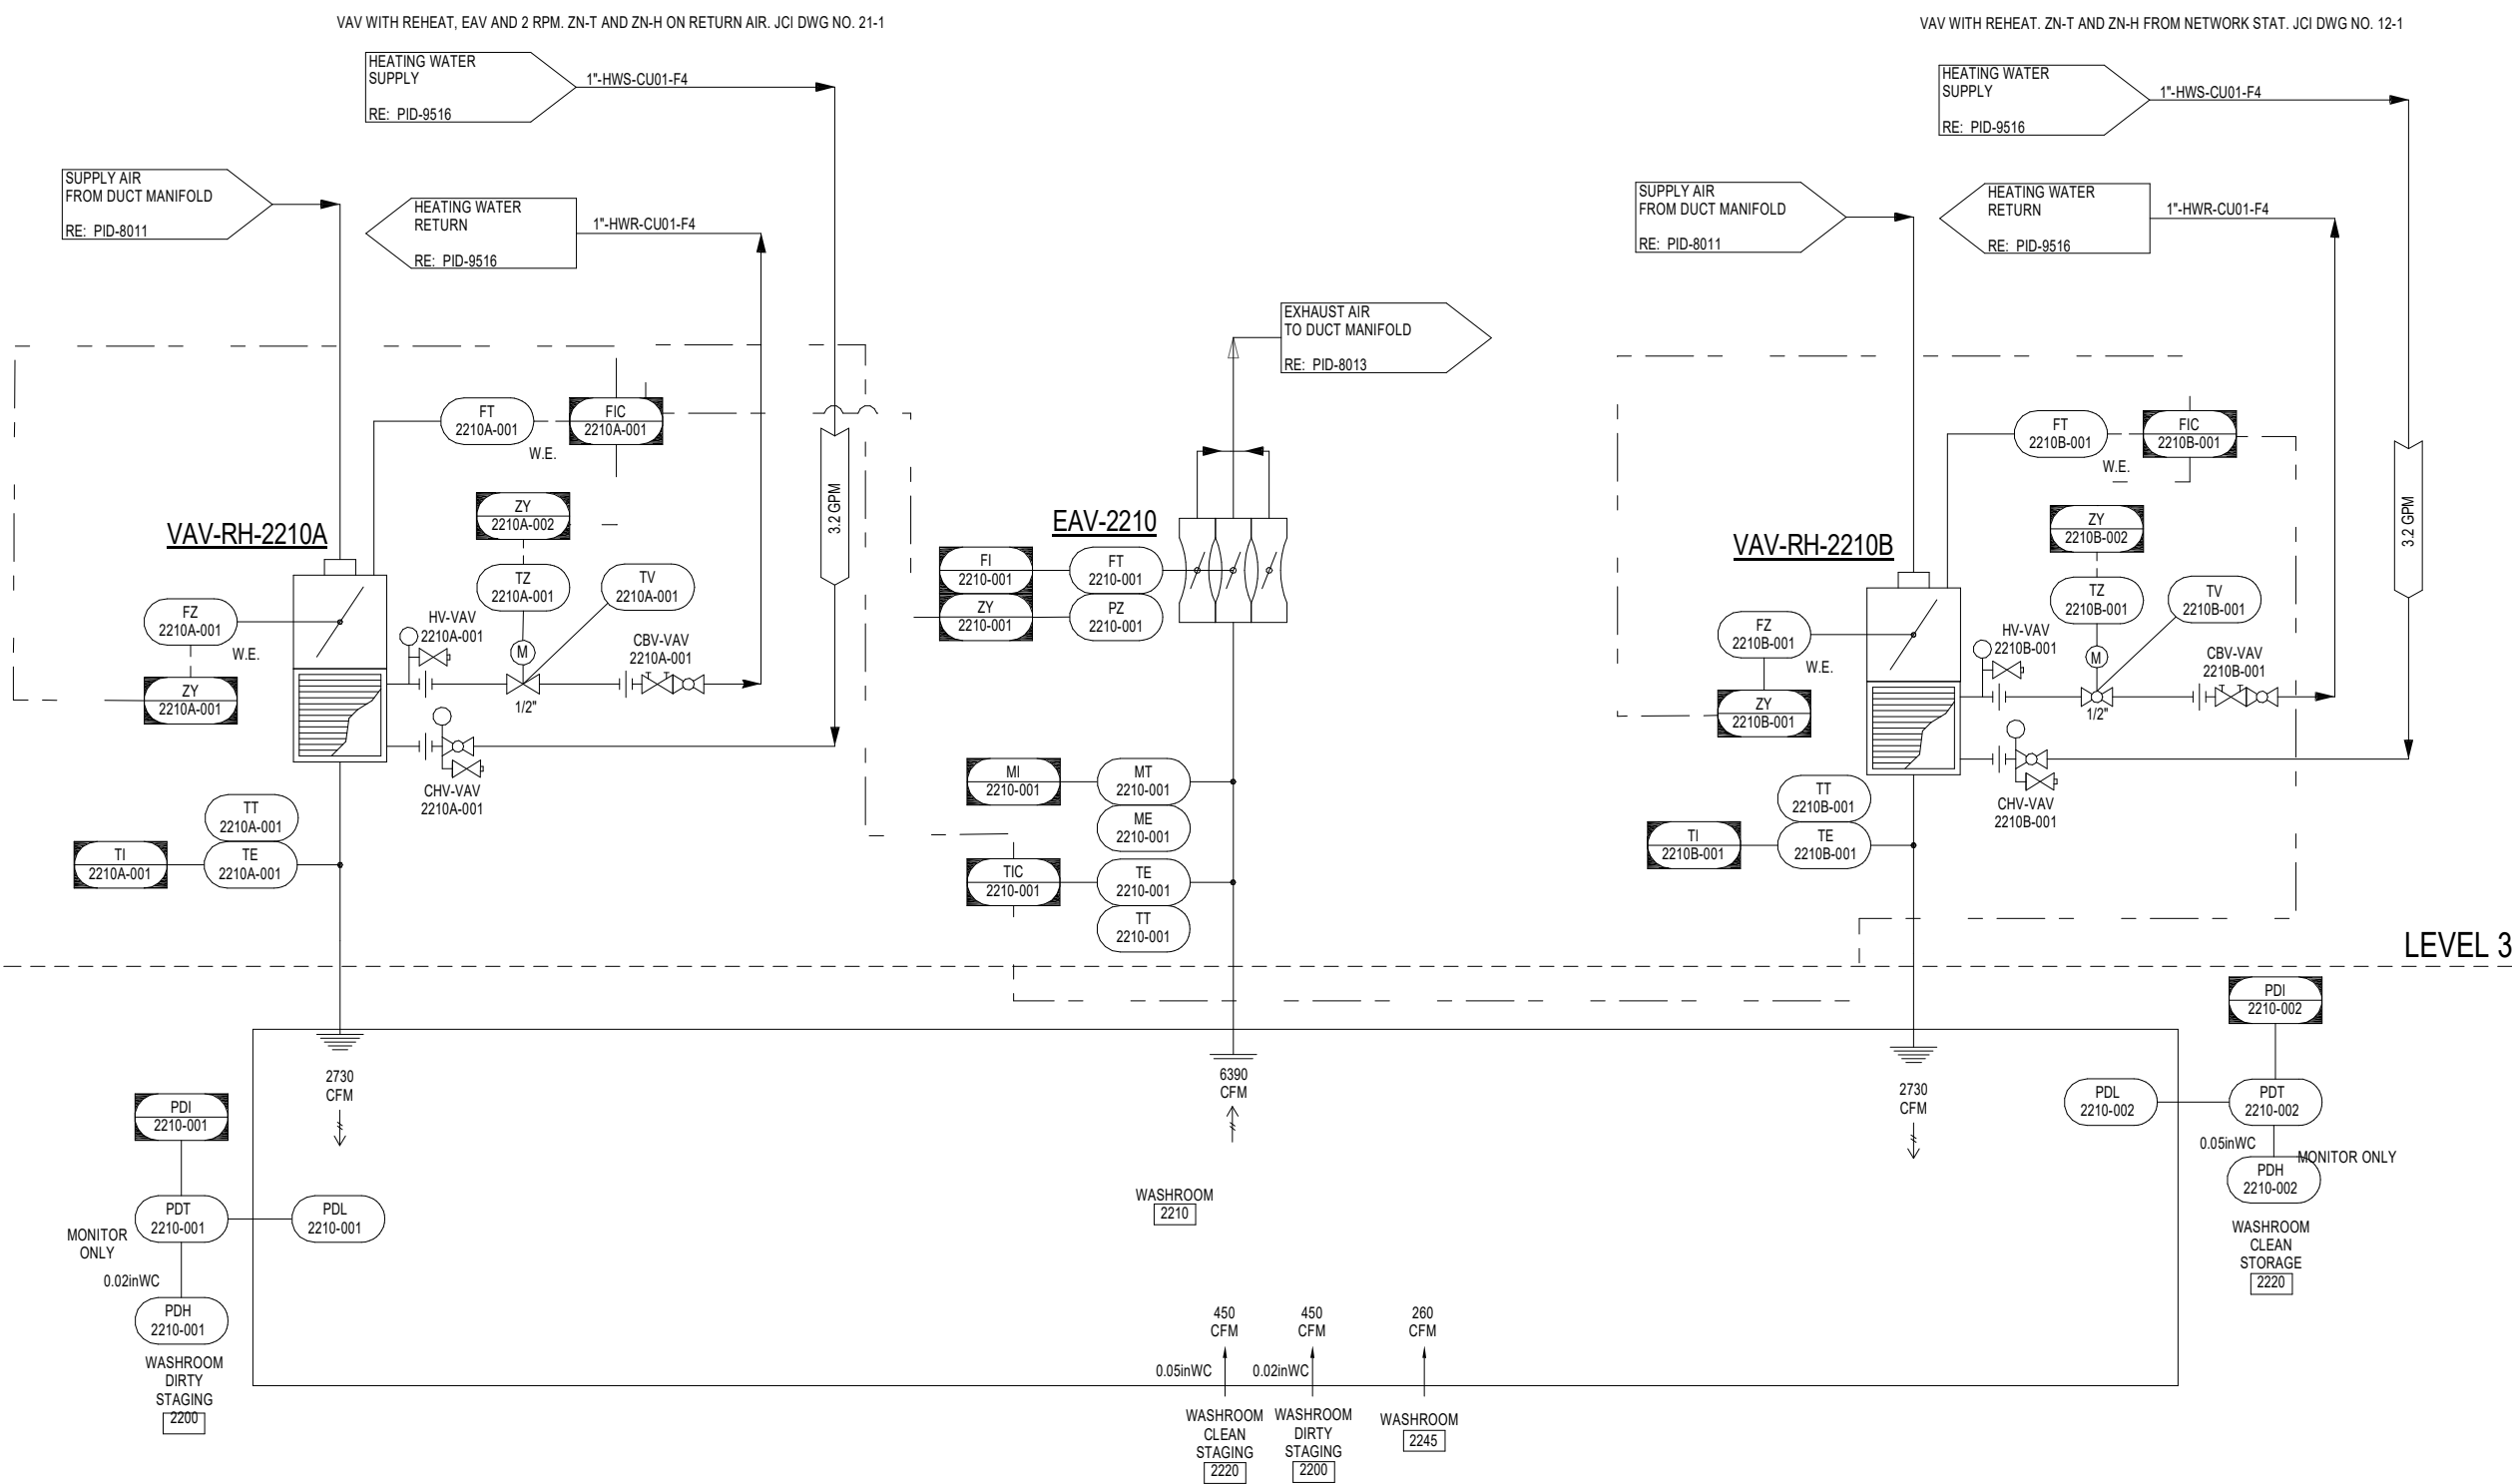 VAV WITH REHEAT, EAV AND 2 RPM. ZN-T AND ZN-H ON RETURN AIR. JCI DWG NO. 21-1
VAV WITH REHEAT. ZN-T AND ZN-H FROM NETWORK STAT. JCI DWG NO. 12-1
HEATING WATER
SUPPLY
RE: PID-9516
1"-HWS-CU01-F4
SUPPLY AIR
FROM DUCT MANIFOLD
RE: PID-8011
HEATING WATER
RETURN
RE: PID-9516
1"-HWR-CU01-F4
FT
2210A-001
W.E.
FIC
2210A-001
ZY
2210A-002
VAV-RH-2210A
TZ
2210A-001
TV
2210A-001
3.2 GPM
FZ
2210A-001
W.E.
HV-VAV
2210A-001
M
CBV-VAV
2210A-001
ZY
2210A-001
1/2"
CHV-VAV
2210A-001
TT
2210A-001
TI
2210A-001
TE
2210A-001
EXHAUST AIR
TO DUCT MANIFOLD
RE: PID-8013
EAV-2210
FI
2210-001
FT
2210-001
ZY
2210-001
PZ
2210-001
MI
2210-001
MT
2210-001
ME
2210-001
TIC
2210-001
TE
2210-001
TT
2210-001
HEATING WATER
SUPPLY
RE: PID-9516
1"-HWS-CU01-F4
SUPPLY AIR
FROM DUCT MANIFOLD
RE: PID-8011
HEATING WATER
RETURN
RE: PID-9516
1"-HWR-CU01-F4
FT
2210B-001
W.E.
FIC
2210B-001
ZY
2210B-002
VAV-RH-2210B
TZ
2210B-001
TV
2210B-001
3.2 GPM
FZ
2210B-001
W.E.
HV-VAV
2210B-001
M
CBV-VAV
2210B-001
ZY
2210B-001
1/2"
CHV-VAV
2210B-001
TT
2210B-001
TI
2210B-001
TE
2210B-001
LEVEL 3
2730
CFM
6390
CFM
2730
CFM
PDI
2210-001
PDT
2210-001
PDL
2210-001
MONITOR
ONLY
0.02inWC
PDH
2210-001
WASHROOM
DIRTY
STAGING
2200
WASHROOM
2210
PDI
2210-002
PDL
2210-002
PDT
2210-002
0.05inWC
MONITOR ONLY
PDH
2210-002
WASHROOM
CLEAN
STORAGE
2220
450
CFM
0.05inWC
WASHROOM
CLEAN
STAGING
2220
450
CFM
0.02inWC
WASHROOM
DIRTY
STAGING
2200
260
CFM
WASHROOM
2245